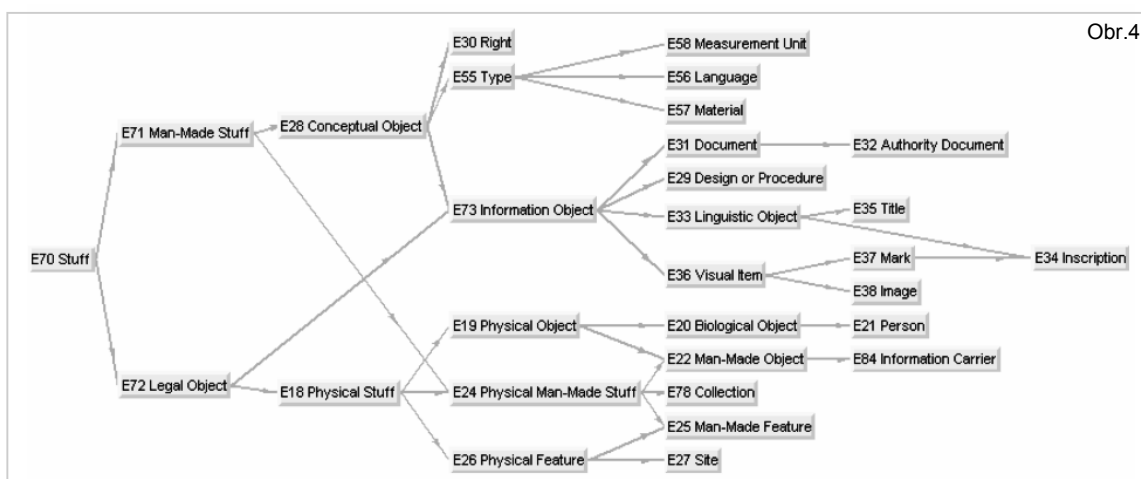 Obr.4
E30 Right
E58 Measurement Unit
E55 Type
E56 Language
E57 Material
E71 Man-Made Stuff
E28 Conceptual Object
E31 Document
E32 Authority Document
E29 Design or Procedure
E73 Information Object
E33 Linguistic Object
E35 Title
E70 Stuff
E37 Mark
E34 Inscription
E36 Visual Item
E38 Image
E19 Physical Object
E20 Biological Object
E21 Person
E22 Man-Made Object
E84 Information Carrier
E72 Legal Object
E18 Physical Stuff
E24 Physical Man-Made Stuff
E78 Collection
E25 Man-Made Feature
E26 Physical Feature
E27 Site